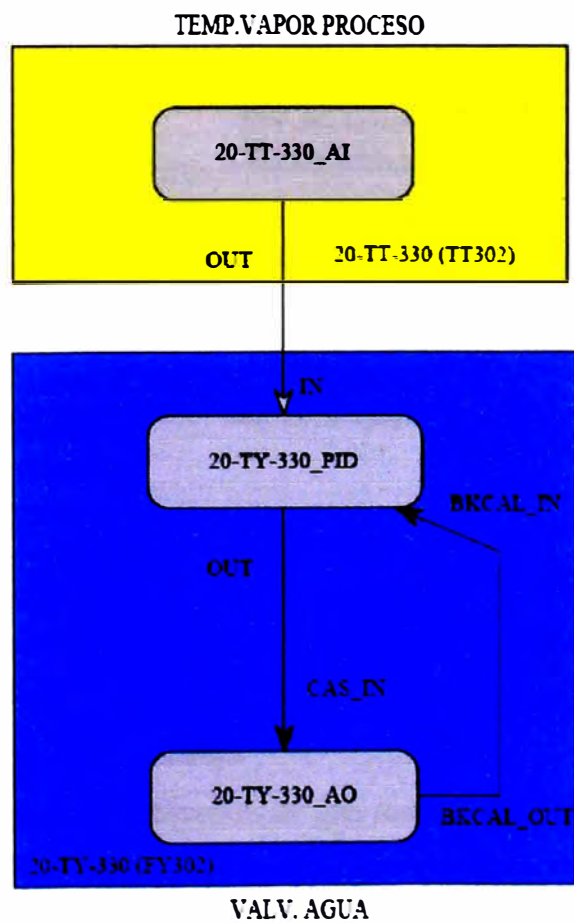 TEMP.VAPOR PROCESO
20-TT-330_AI
OUT
20-TT-330 (TT302)
IN
20-TY-330_PID
BKCAL_IN
OUT
CAS_IN
20-TY-330_AO
BKCAL_OUT
20-TY-330 (FY302)
VALV. AGUA